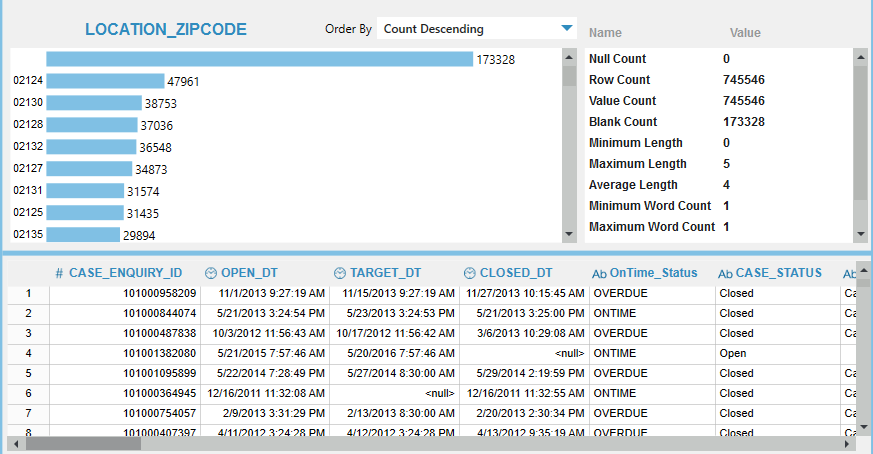 LOCATION_ZIPCODE
Order By Count Descending
173328
02124 47961
02130 38753
02128 37036
02132 36548
02127 34873
02131 31574
02125 31435
02135 29894
Name Value
Null Count 0
Row Count 745546
Value Count 745546
Blank Count 173328
Minimum Length 0
Maximum Length 5
Average Length 4
Minimum Word Count 1
Maximum Word Count 1
# CASE_ENQUIRY_ID OPEN_DT TARGET_DT CLOSED_DT Ab OnTime_Status Ab CASE_STATUS Ab
1 101000958209 11/1/2013 9:27:19 AM 11/15/2013 9:27:19 AM 11/27/2013 10:15:45 AM OVERDUE Closed Ca
2 101000844074 5/21/2013 3:24:54 PM 5/23/2013 3:24:53 PM 5/21/2013 3:25:00 PM ONTIME Closed Ca
3 101000487838 10/3/2012 11:56:43 AM 10/17/2012 11:56:42 AM 3/6/2013 10:29:08 AM OVERDUE Closed Ca
4 101001382080 5/21/2015 7:57:46 AM 5/20/2016 7:57:46 AM <null> ONTIME Open
5 101001095899 5/22/2014 7:28:49 PM 5/27/2014 8:30:00 AM 5/29/2014 2:19:59 PM OVERDUE Closed Ca
6 101000364945 12/16/2011 11:32:08 AM <null> 12/16/2011 11:32:55 AM ONTIME Closed Ca
7 101000754057 2/9/2013 3:31:29 PM 2/13/2013 8:30:00 AM 2/20/2013 2:30:34 PM OVERDUE Closed Ca
8 101000407397 4/11/2012 3:24:28 PM 4/12/2012 3:24:28 PM 4/13/2012 9:35:19 AM OVERDUE Closed Ca